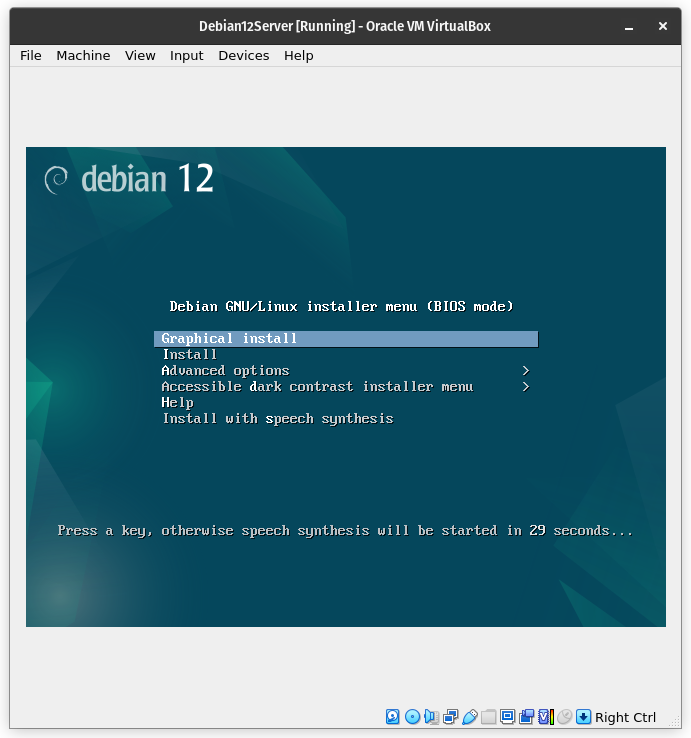 Debian12Server [Running] - Oracle VM VirtualBox
File Machine View Input Devices Help
debian 12
Debian GNU/Linux installer menu (BIOS mode)
Graphical install
Install
Advanced options >
Accessible dark contrast installer menu >
Help
Install with speech synthesis
Press a key, otherwise speech synthesis will be started in 29 seconds...
Right Ctrl